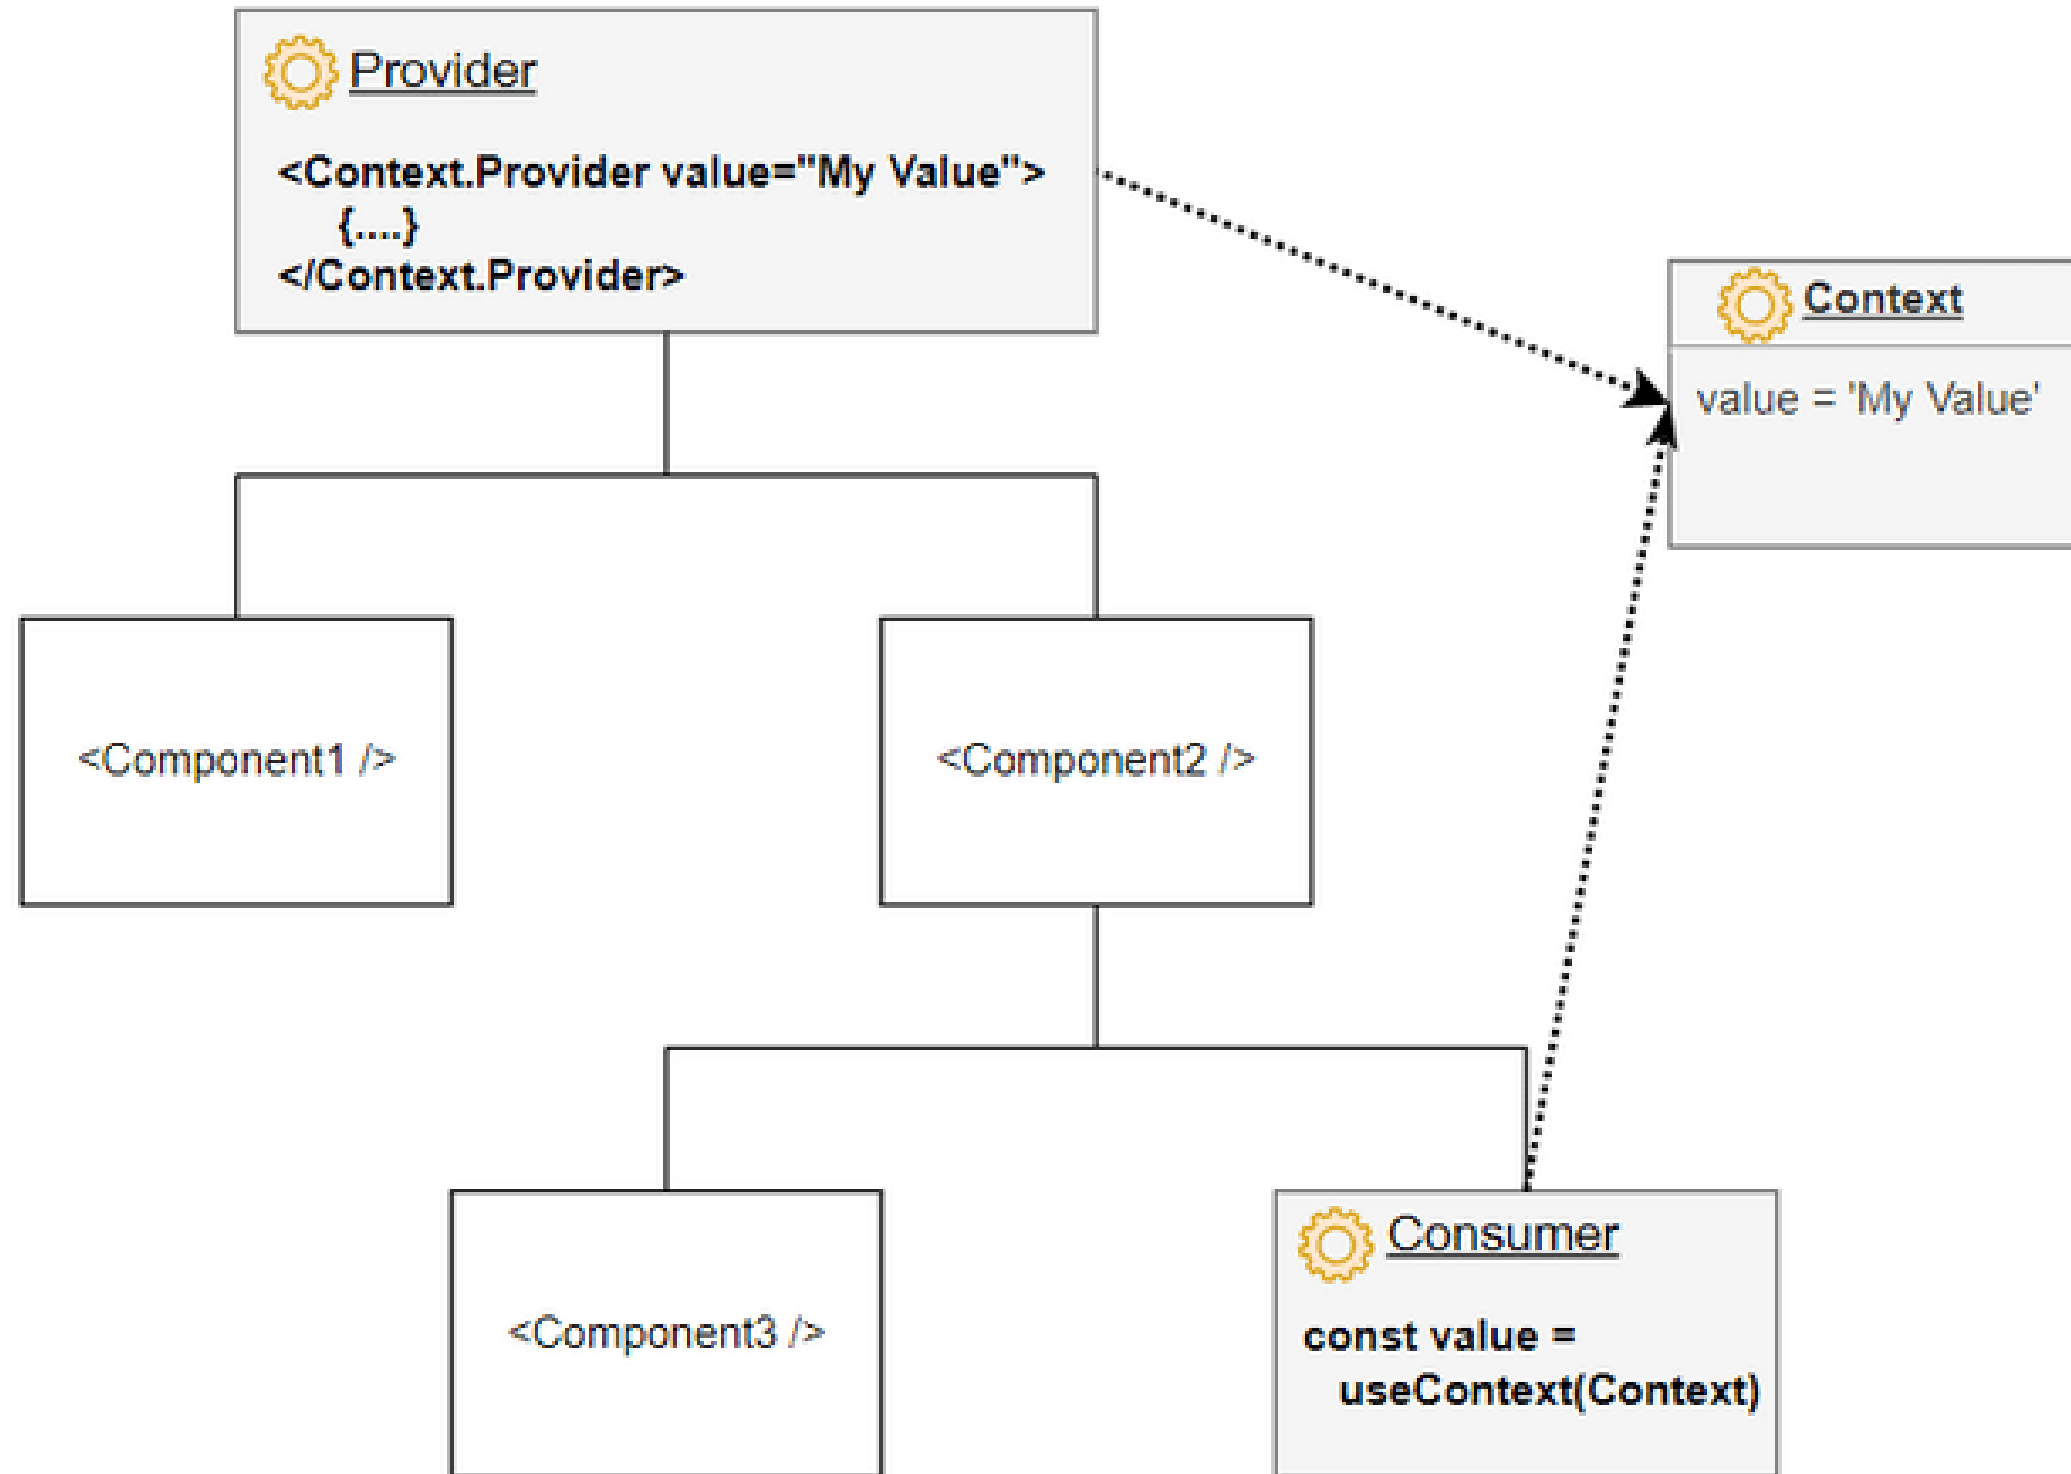 Provider
<Context.Provider value="My Value">
{....}
</Context.Provider>
Context
value = 'My Value'
<Component1 />
<Component2 />
<Component3 />
Consumer
const value =
useContext(Context)